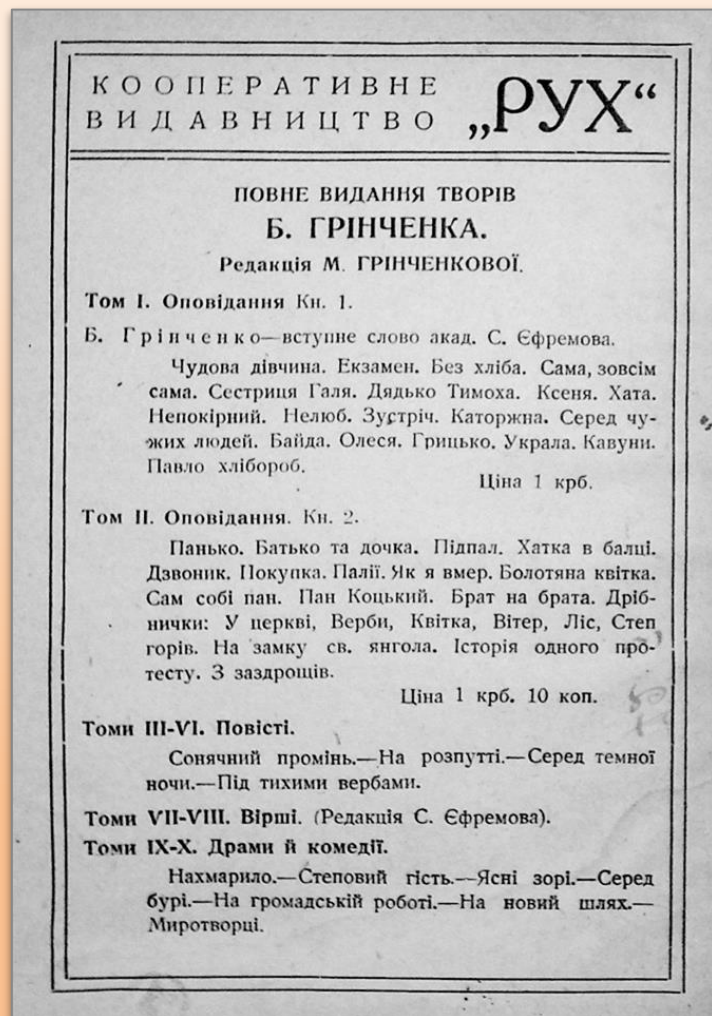 КООПЕРАТИВНЕ
ВИДАВНИЦТВО „РУХ“
ПОВНЕ ВИДАННЯ ТВОРІВ
Б. ГРІНЧЕНКА.
Редакція М. ГРІНЧЕНКОВОЇ.
Том І. Оповідання Кн. 1.
Б. Грінченко—вступне слово акад. С. Єфремова.
Чудова дівчина. Екзамен. Без хліба. Сама, зовсім
сама. Сестриця Галя. Дядько Тимоха. Ксеня. Хата.
Непокірний. Нелюб. Зустріч. Каторжна. Серед чу-
жих людей. Байда. Олеся. Грицько. Украла. Кавуни.
Павло хлібороб.
Ціна 1 крб.
Том ІІ. Оповідання. Кн. 2.
Панько. Батько та дочка. Підпал. Хатка в балці.
Дзвоник. Покупка. Палії. Як я вмер. Болотяна квітка.
Сам собі пан. Пан Коцький. Брат на брата. Дріб-
нички: У церкві, Верби, Квітка, Вітер, Ліс, Степ
горів. На замку св. янгола. Історія одного про-
тесту. З заздрощів.
Ціна 1 крб. 10 коп.
Томи ІІІ-VI. Повісті.
Сонячний промінь.—На розпутті.—Серед темної
ночи.—Під тихими вербами.
Томи VII-VIII. Вірші. (Редакція С. Єфремова).
Томи IX-X. Драми й комедії.
Нахмарило.—Степовий гість.—Ясні зорі.—Серед
бурі.—На громадській роботі.—На новий шлях.—
Миротворці.